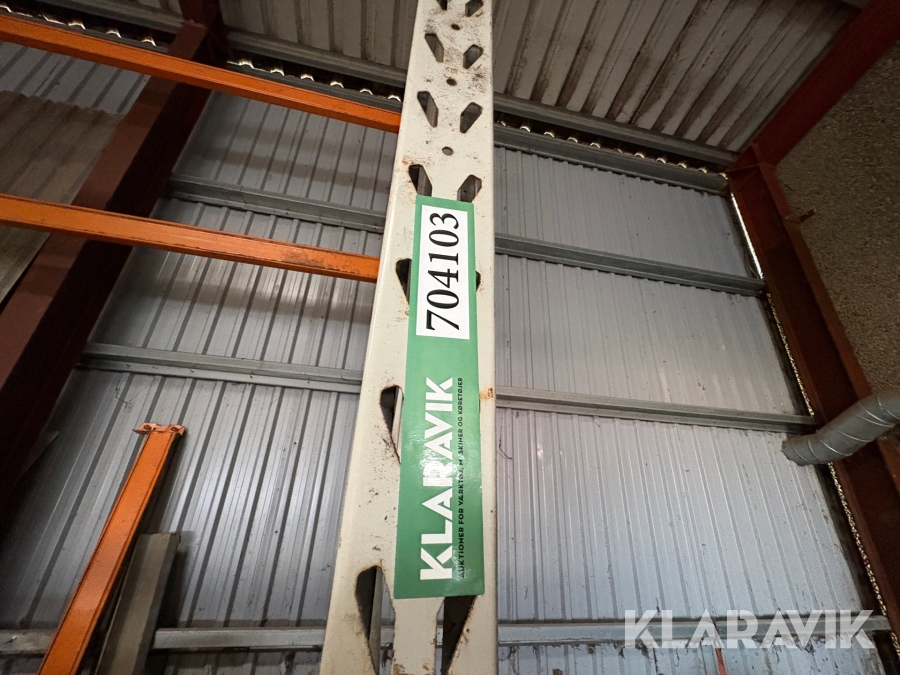 704103
KLARAVIK
AUKTIONER FOR VÆRKTØJ, MASKINER OG KØRETØJER
KLARAVIK